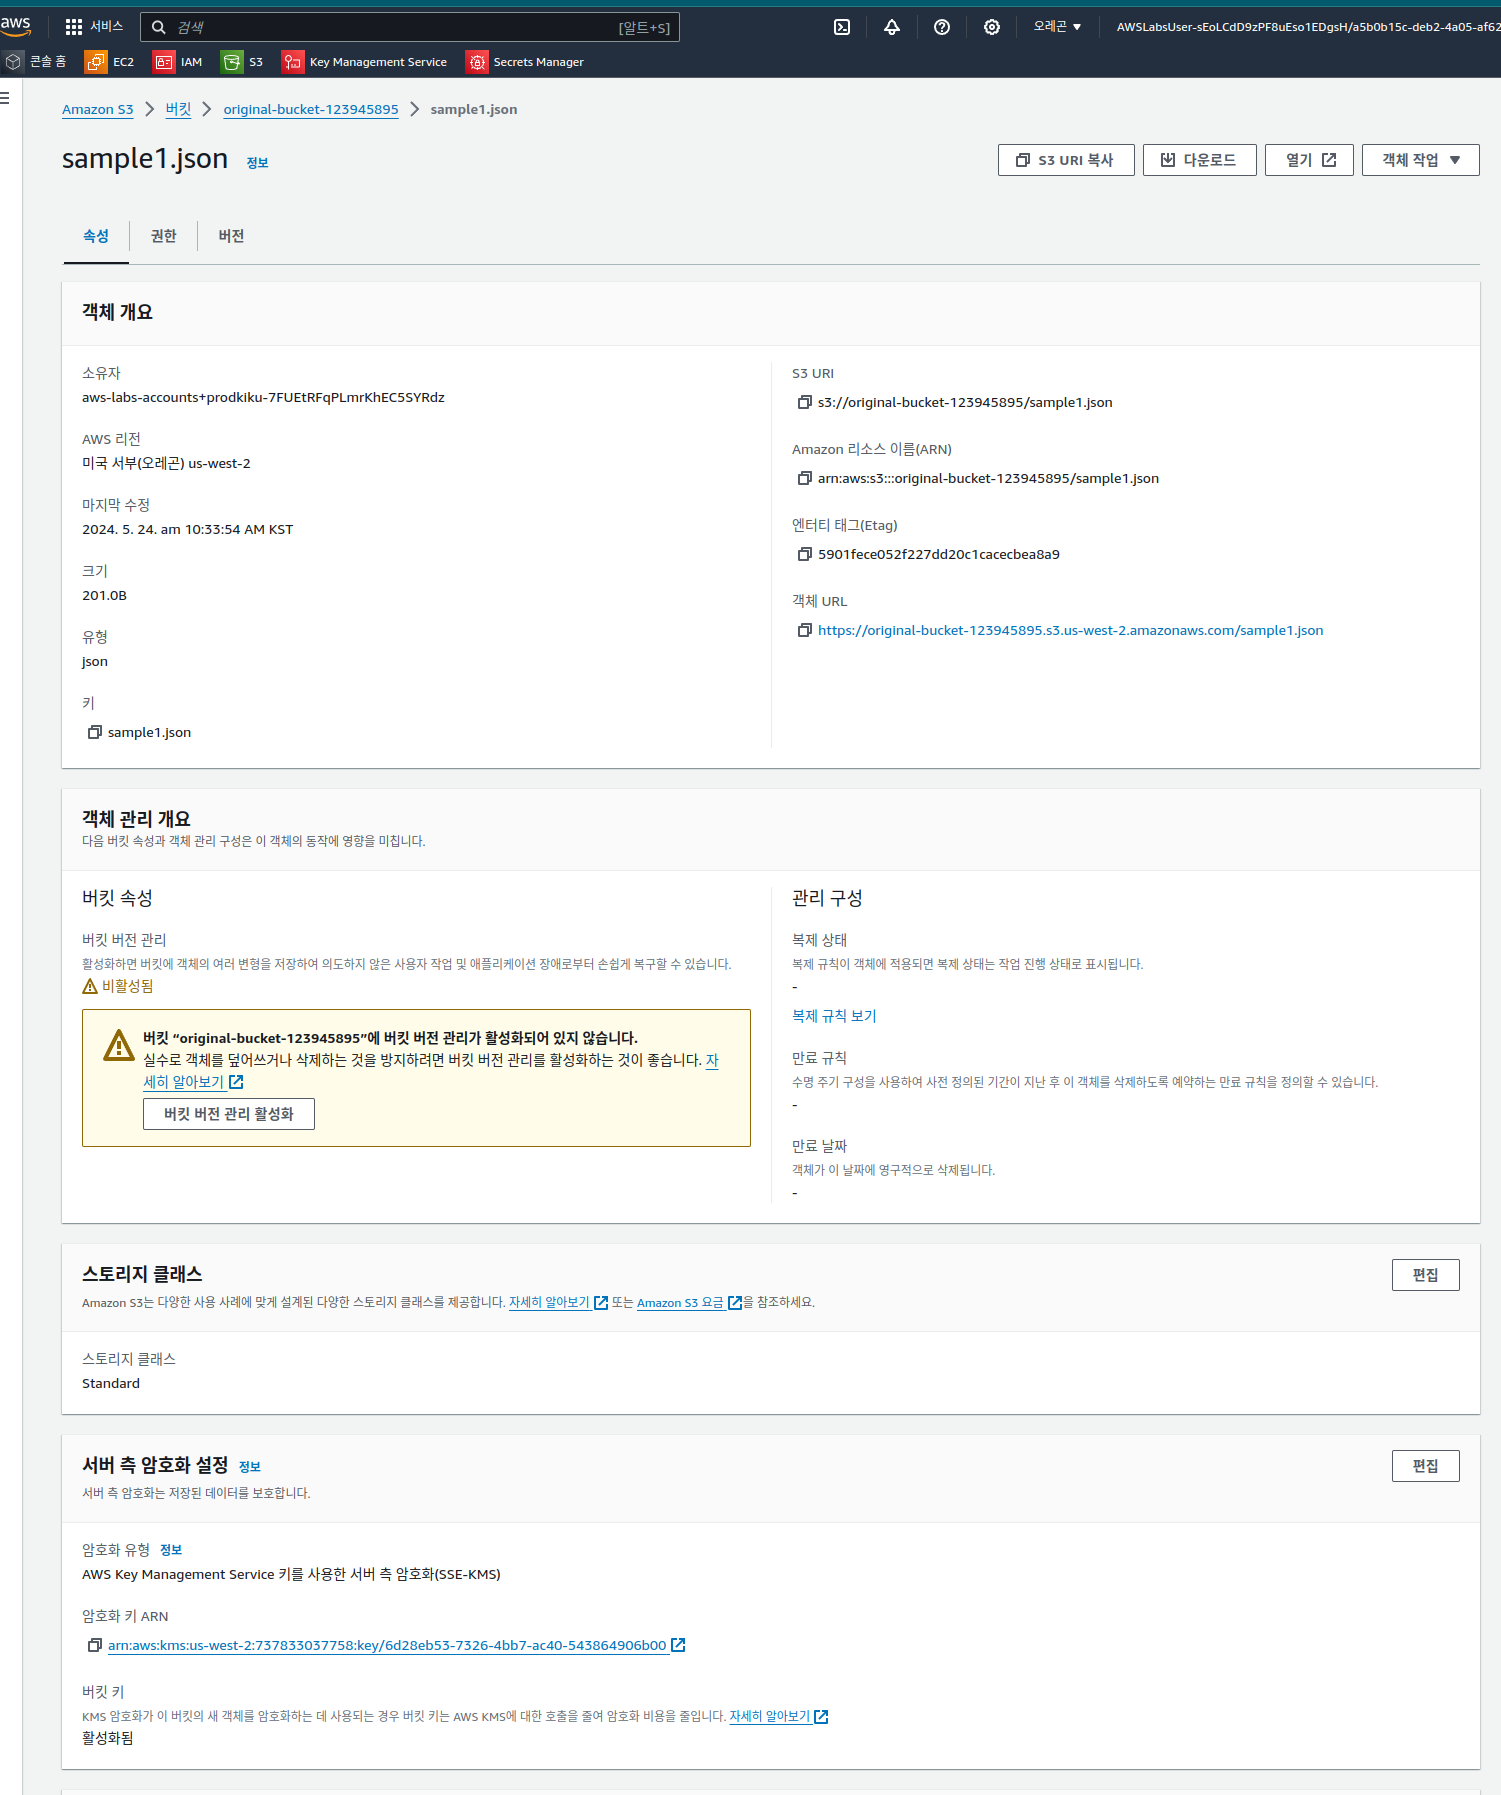 aws
서비스
검색
[알트+S]
오레곤
AWSLabsUser-sEoLCdD9zPF8uEso1EDgsH/a5b0b15c-deb2-4a05-af62
콘솔 홈
EC2
IAM
S3
Key Management Service
Secrets Manager
Amazon S3
버킷
original-bucket-123945895
sample1.json
sample1.json 정보
S3 URI 복사
다운로드
열기
객체 작업
속성
권한
버전
객체 개요
소유자
aws-labs-accounts+prodkiku-7FUEtRFqPLmrKhEC5SYRdz
AWS 리전
미국 서부(오레곤) us-west-2
마지막 수정
2024. 5. 24. am 10:33:54 AM KST
크기
201.0B
유형
json
키
sample1.json
S3 URI
s3://original-bucket-123945895/sample1.json
Amazon 리소스 이름(ARN)
arn:aws:s3:::original-bucket-123945895/sample1.json
엔터티 태그(Etag)
5901fece052f227dd20c1cacecbea8a9
객체 URL
https://original-bucket-123945895.s3.us-west-2.amazonaws.com/sample1.json
객체 관리 개요
다음 버킷 속성과 객체 관리 구성은 이 객체의 동작에 영향을 미칩니다.
버킷 속성
버킷 버전 관리
활성화하면 버킷에 객체의 여러 변형을 저장하여 의도하지 않은 사용자 작업 및 애플리케이션 장애로부터 손쉽게 복구할 수 있습니다.
비활성됨
버킷 “original-bucket-123945895”에 버킷 버전 관리가 활성화되어 있지 않습니다.
실수로 객체를 덮어쓰거나 삭제하는 것을 방지하려면 버킷 버전 관리를 활성화하는 것이 좋습니다. 자
세히 알아보기
버킷 버전 관리 활성화
관리 구성
복제 상태
복제 규칙이 객체에 적용되면 복제 상태는 작업 진행 상태로 표시됩니다.
-
복제 규칙 보기
만료 규칙
수명 주기 구성을 사용하여 사전 정의된 기간이 지난 후 이 객체를 삭제하도록 예약하는 만료 규칙을 정의할 수 있습니다.
-
만료 날짜
객체가 이 날짜에 영구적으로 삭제됩니다.
-
스토리지 클래스
편집
Amazon S3는 다양한 사용 사례에 맞게 설계된 다양한 스토리지 클래스를 제공합니다. 자세히 알아보기 또는 Amazon S3 요금 을 참조하세요.
스토리지 클래스
Standard
서버 측 암호화 설정 정보
편집
서버 측 암호화는 저장된 데이터를 보호합니다.
암호화 유형 정보
AWS Key Management Service 키를 사용한 서버 측 암호화(SSE-KMS)
암호화 키 ARN
arn:aws:kms:us-west-2:737833037758:key/6d28eb53-7326-4bb7-ac40-543864906b00
버킷 키
KMS 암호화가 이 버킷의 새 객체를 암호화하는 데 사용되는 경우 버킷 키는 AWS KMS에 대한 호출을 줄여 암호화 비용을 줄입니다. 자세히 알아보기
활성화됨